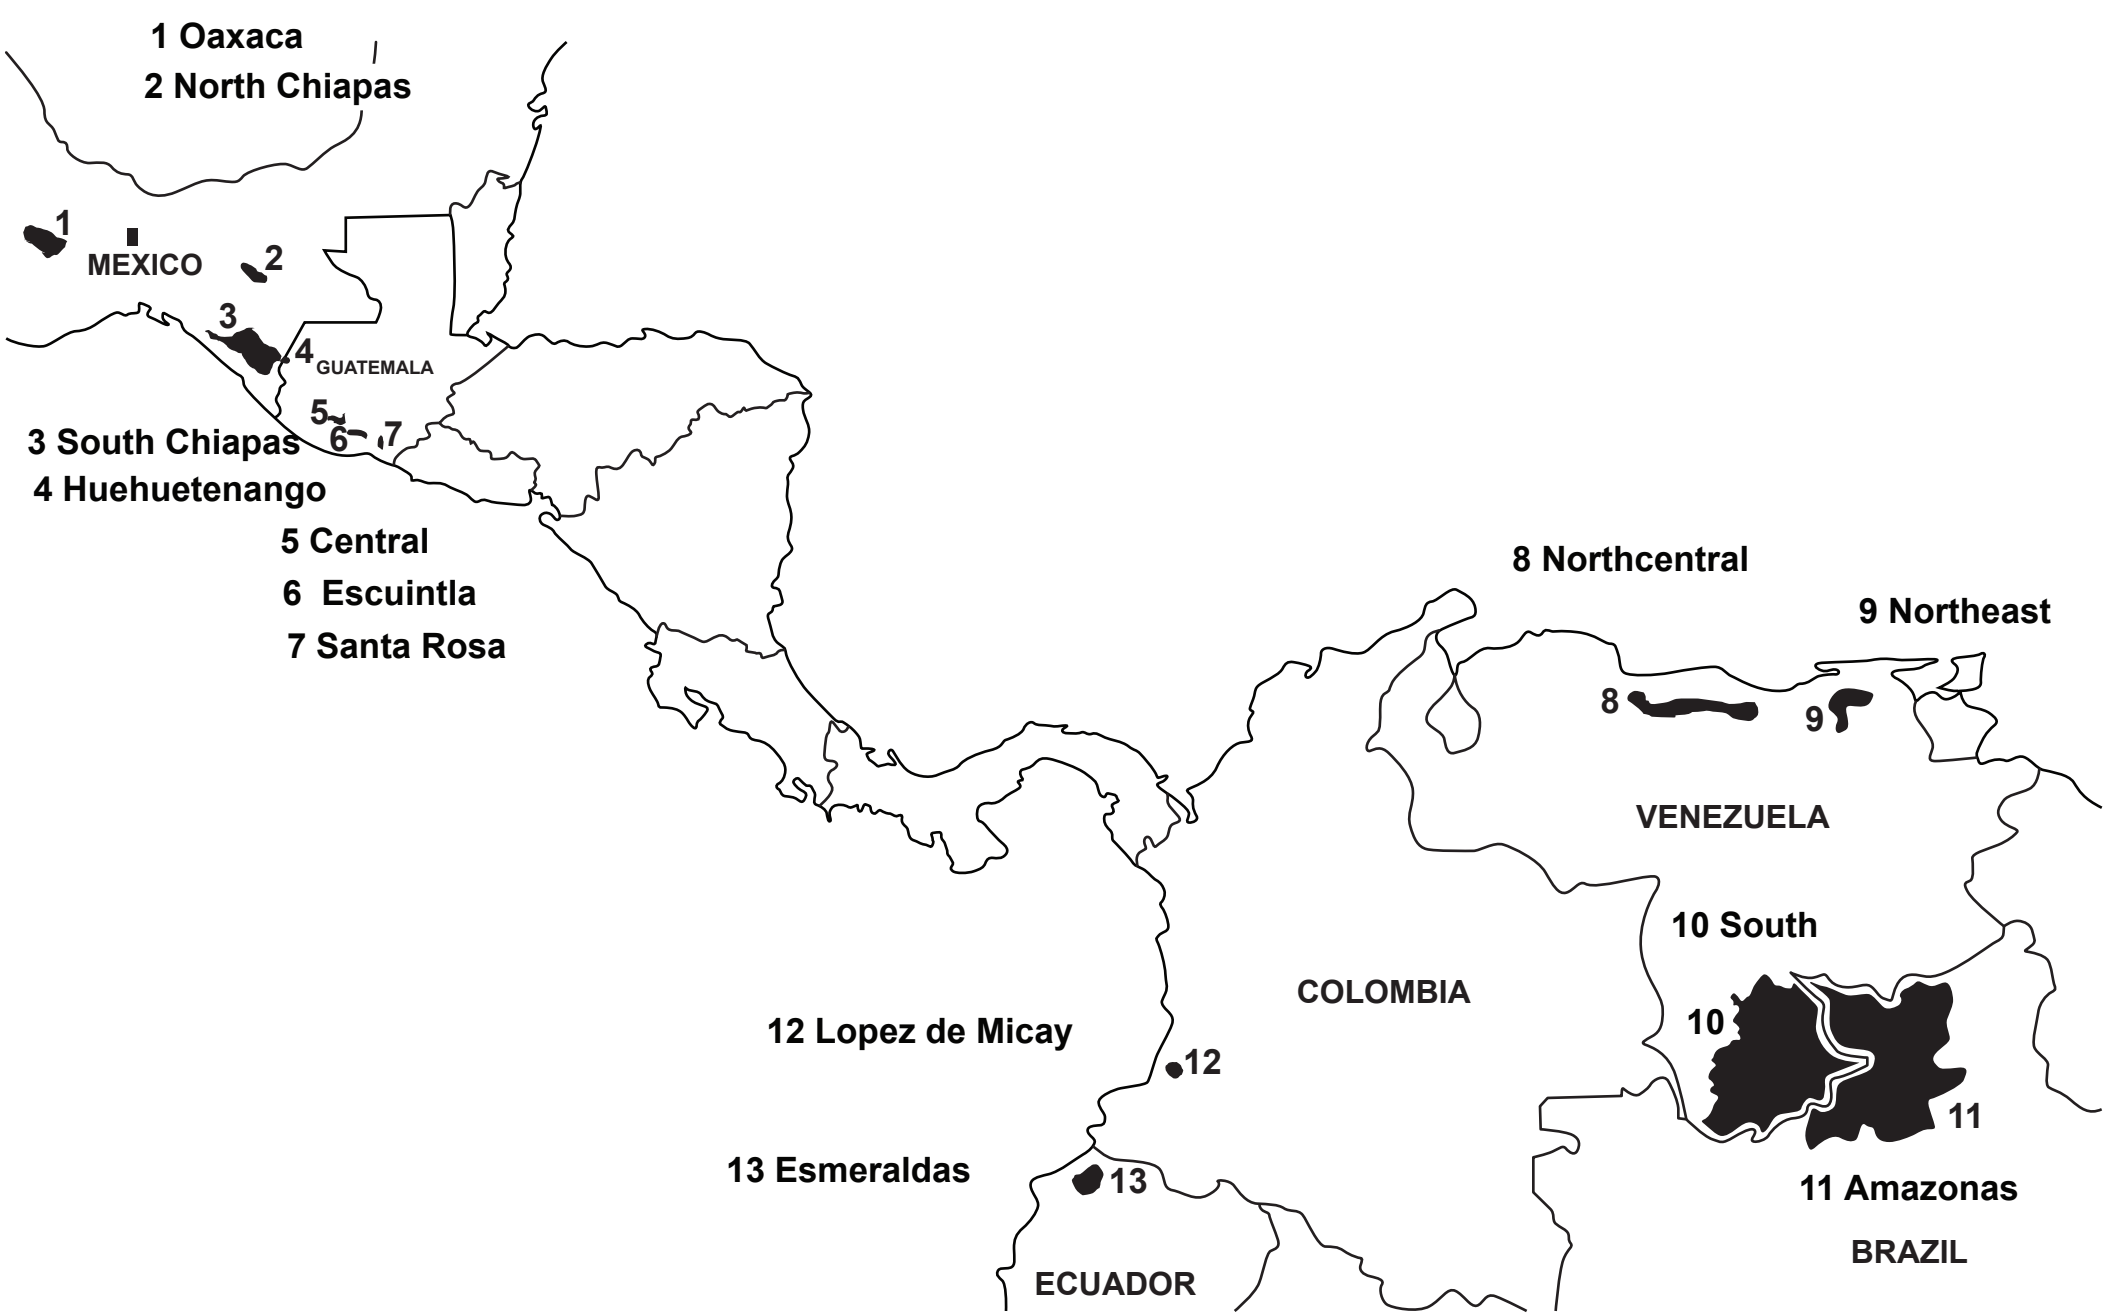 1 Oaxaca
2 North Chiapas
1
2
MEXICO
3
4
GUATEMALA
5
6
7
3 South Chiapas
4 Huehuetenango
5 Central
6 Escuintla
7 Santa Rosa
8 Northcentral
9 Northeast
8
9
VENEZUELA
10 South
COLOMBIA
10
12 Lopez de Micay
12
11
13 Esmeraldas
13
11 Amazonas
BRAZIL
ECUADOR